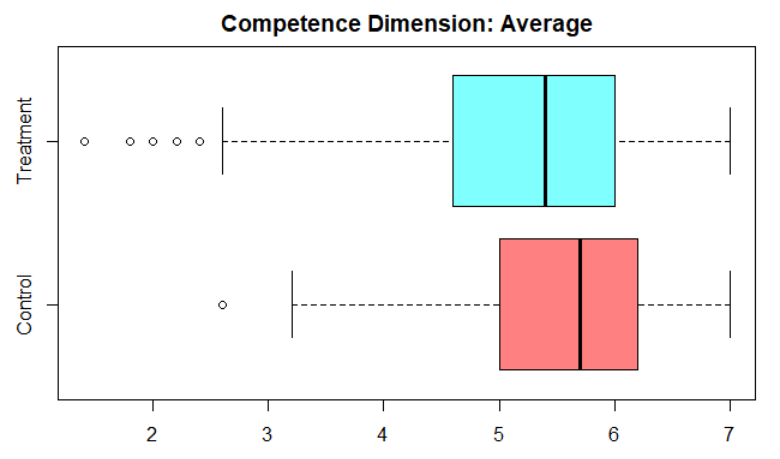 Competence Dimension: Average
Treatment
Control
2 3 4 5 6 7